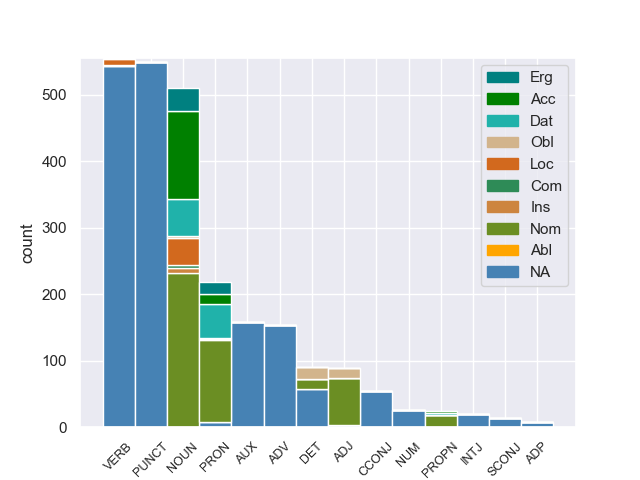 500
400
300
200
100
0
count
Erg
Acc
Dat
Obl
Loc
Com
Ins
Nom
Abl
NA
VERB
PUNCT
NOUN
PRON
AUX
ADV
DET
ADJ
CCONJ
NUM
PROPN
INTJ
SCONJ
ADP